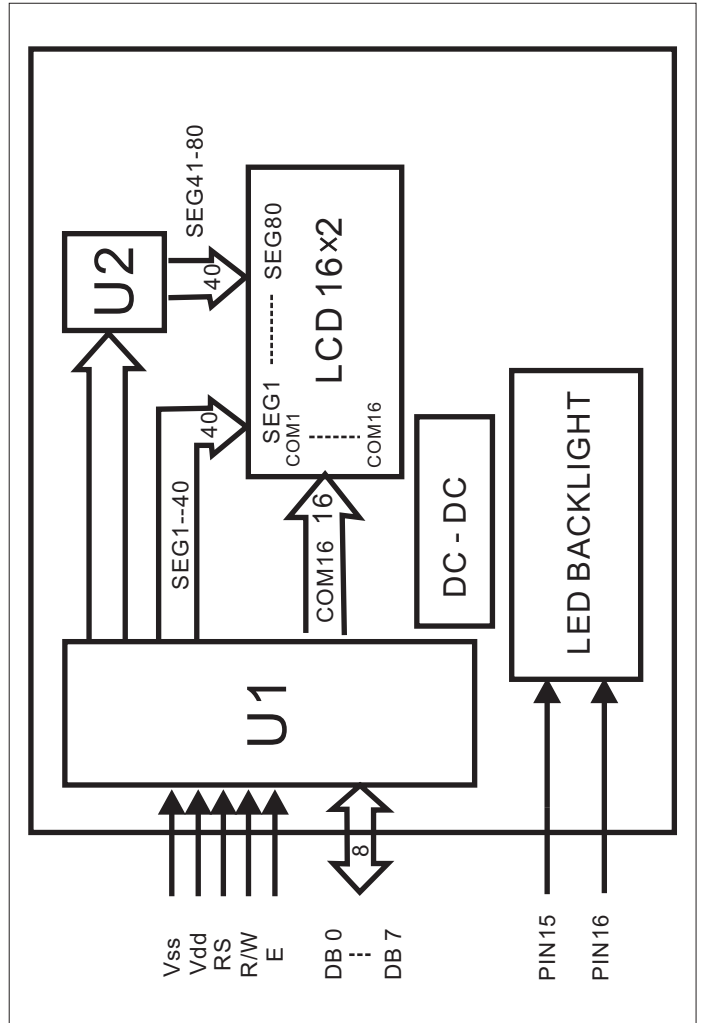 Vss
Vdd
RS
R/W
E
DB 0
----
DB 7
8
PIN15
PIN16
U1
SEG1--40
40
COM16 16
U2
SEG41-80
40
SEG1 -------- SEG80
COM1
--------
COM16
LCD 16×2
DC - DC
LED BACKLIGHT